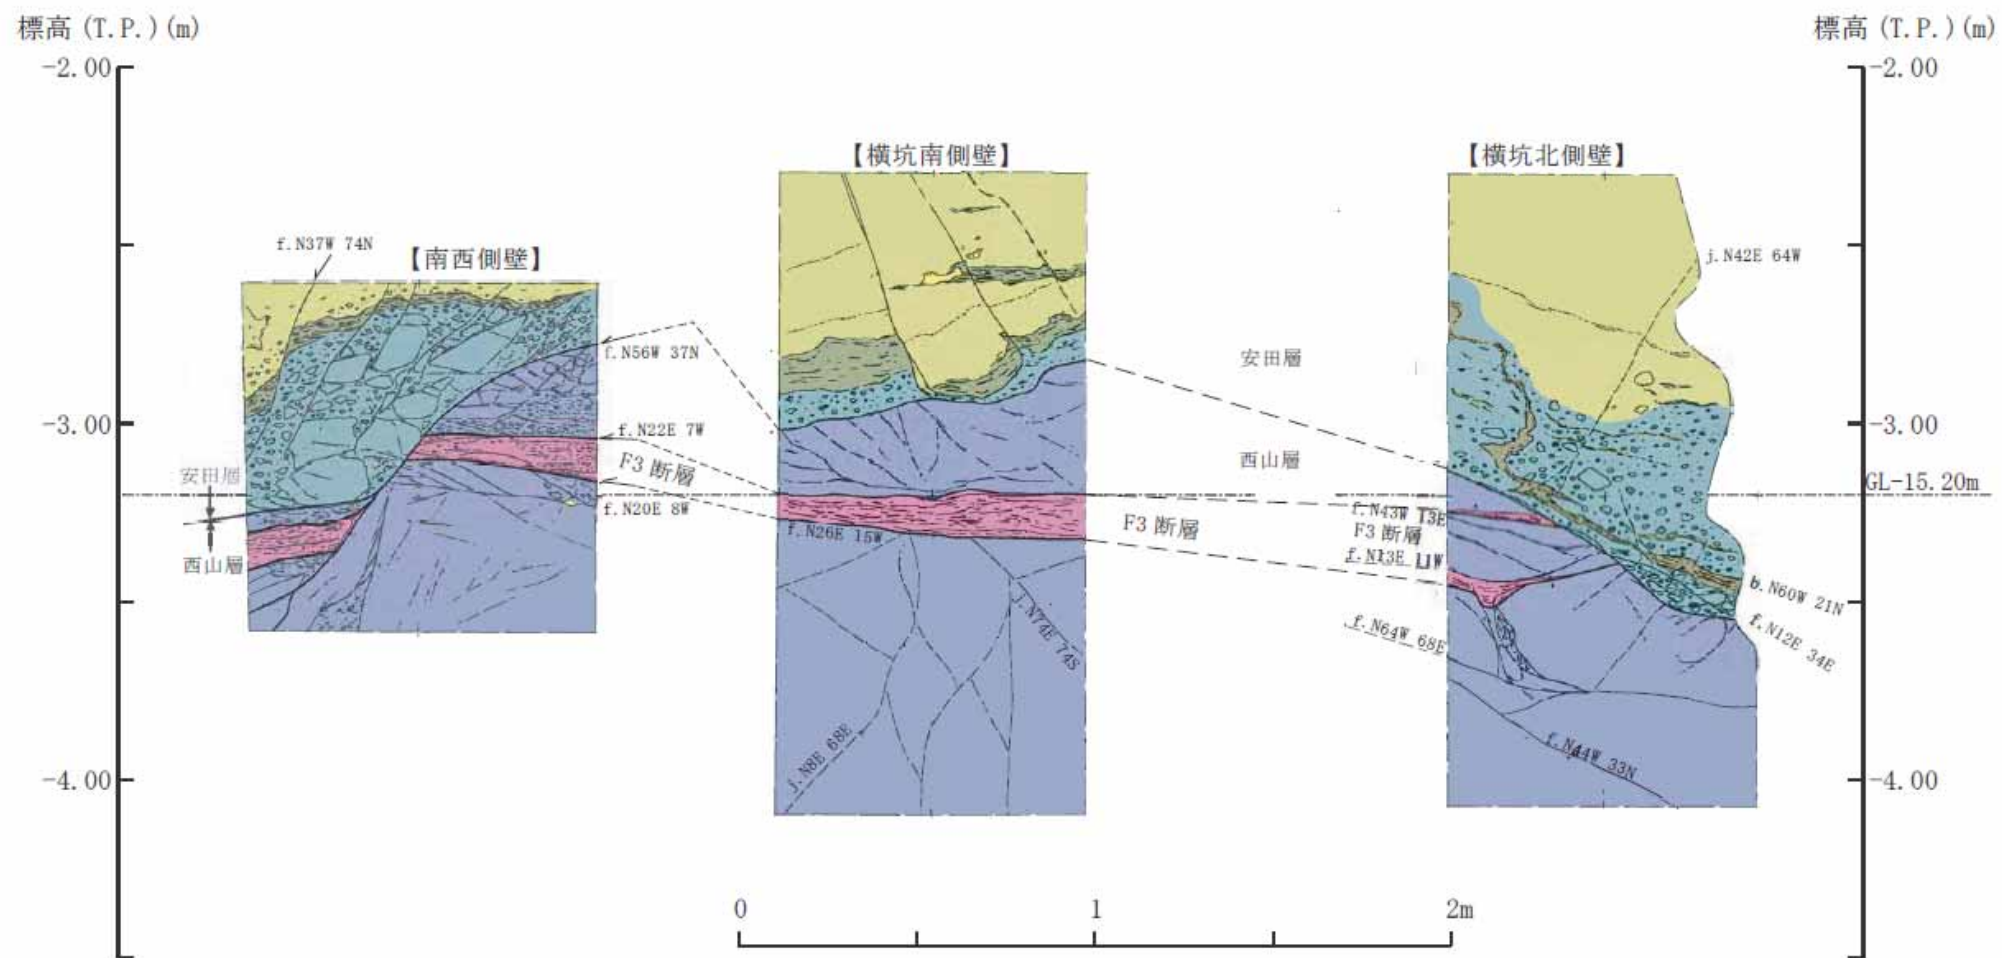 標高 (T.P.) (m)
標高 (T.P.) (m)
-2.00
-2.00
【横坑南側壁】
【横坑北側壁】
f.N37W 74N
【南西側壁】
j.N42E 64W
f.N56W 37N
安田層
-3.00
-3.00
f.N22E 7W
F3 断層
西山層
安田層
GL-15.20m
f.N20E 8W
f.N26E 15W
F3 断層
f.N43W 13E
F3 断層
f.N13E 11W
西山層
b.N60W 21N
j.N74E 74S
f.N64W 68E
f.N12E 34E
j.N8E 68E
f.N44W 33N
-4.00
-4.00
0
1
2m